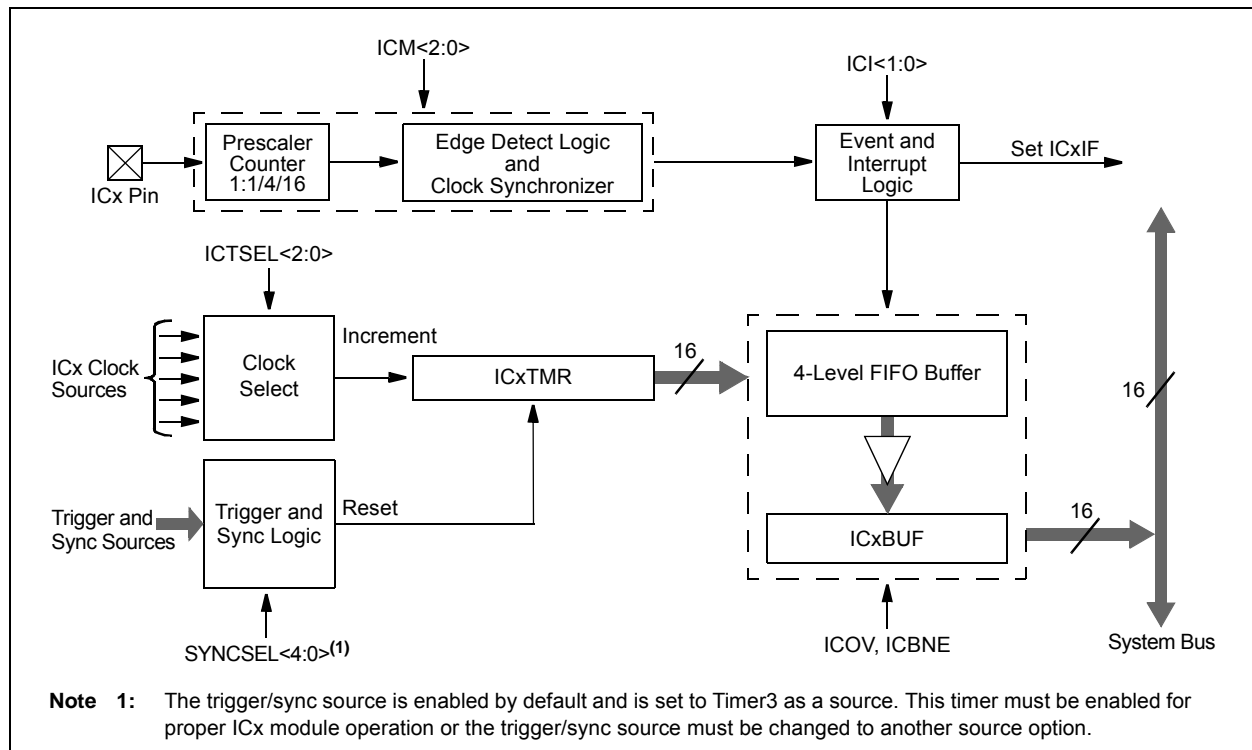 ICM<2:0>
ICI<1:0>
Prescaler
Counter
1:1/4/16
Edge Detect Logic
and
Clock Synchronizer
Event and
Interrupt
Logic
Set ICxIF
ICx Pin
ICTSEL<2:0>
Increment
ICx Clock
Sources
Clock
Select
ICxTMR
16
4-Level FIFO Buffer
16
Trigger and
Sync Sources
Trigger and
Sync Logic
Reset
ICxBUF
16
SYNCSEL<4:0>(1)
ICOV, ICBNE
System Bus
Note 1: The trigger/sync source is enabled by default and is set to Timer3 as a source. This timer must be enabled for
proper ICx module operation or the trigger/sync source must be changed to another source option.